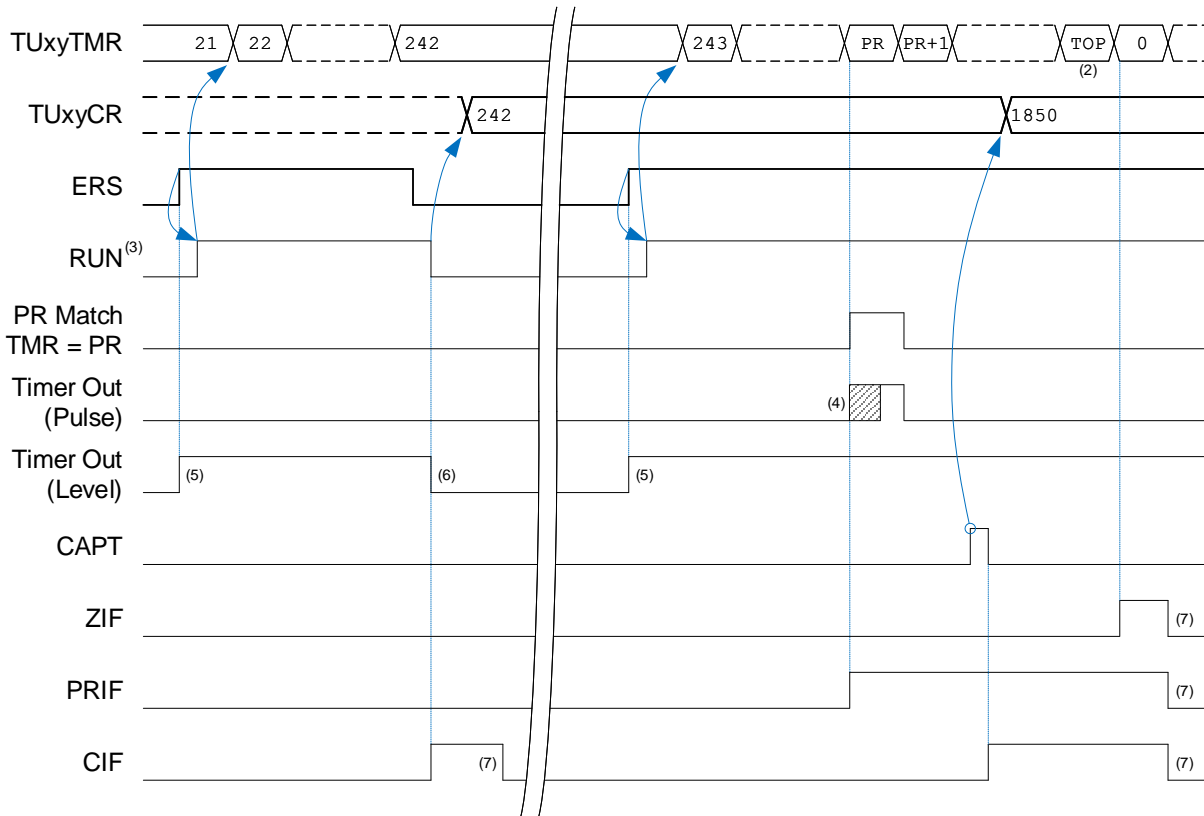 TUxyTMR 21 22 242 243 PR PR+1 TOP 0
(2)
TUxyCR 242 1850
ERS
RUN(3)
PR Match
TMR = PR
Timer Out
(Pulse) (4)
Timer Out
(Level) (5) (6) (5)
CAPT
ZIF (7)
PRIF (7)
CIF (7) (7)